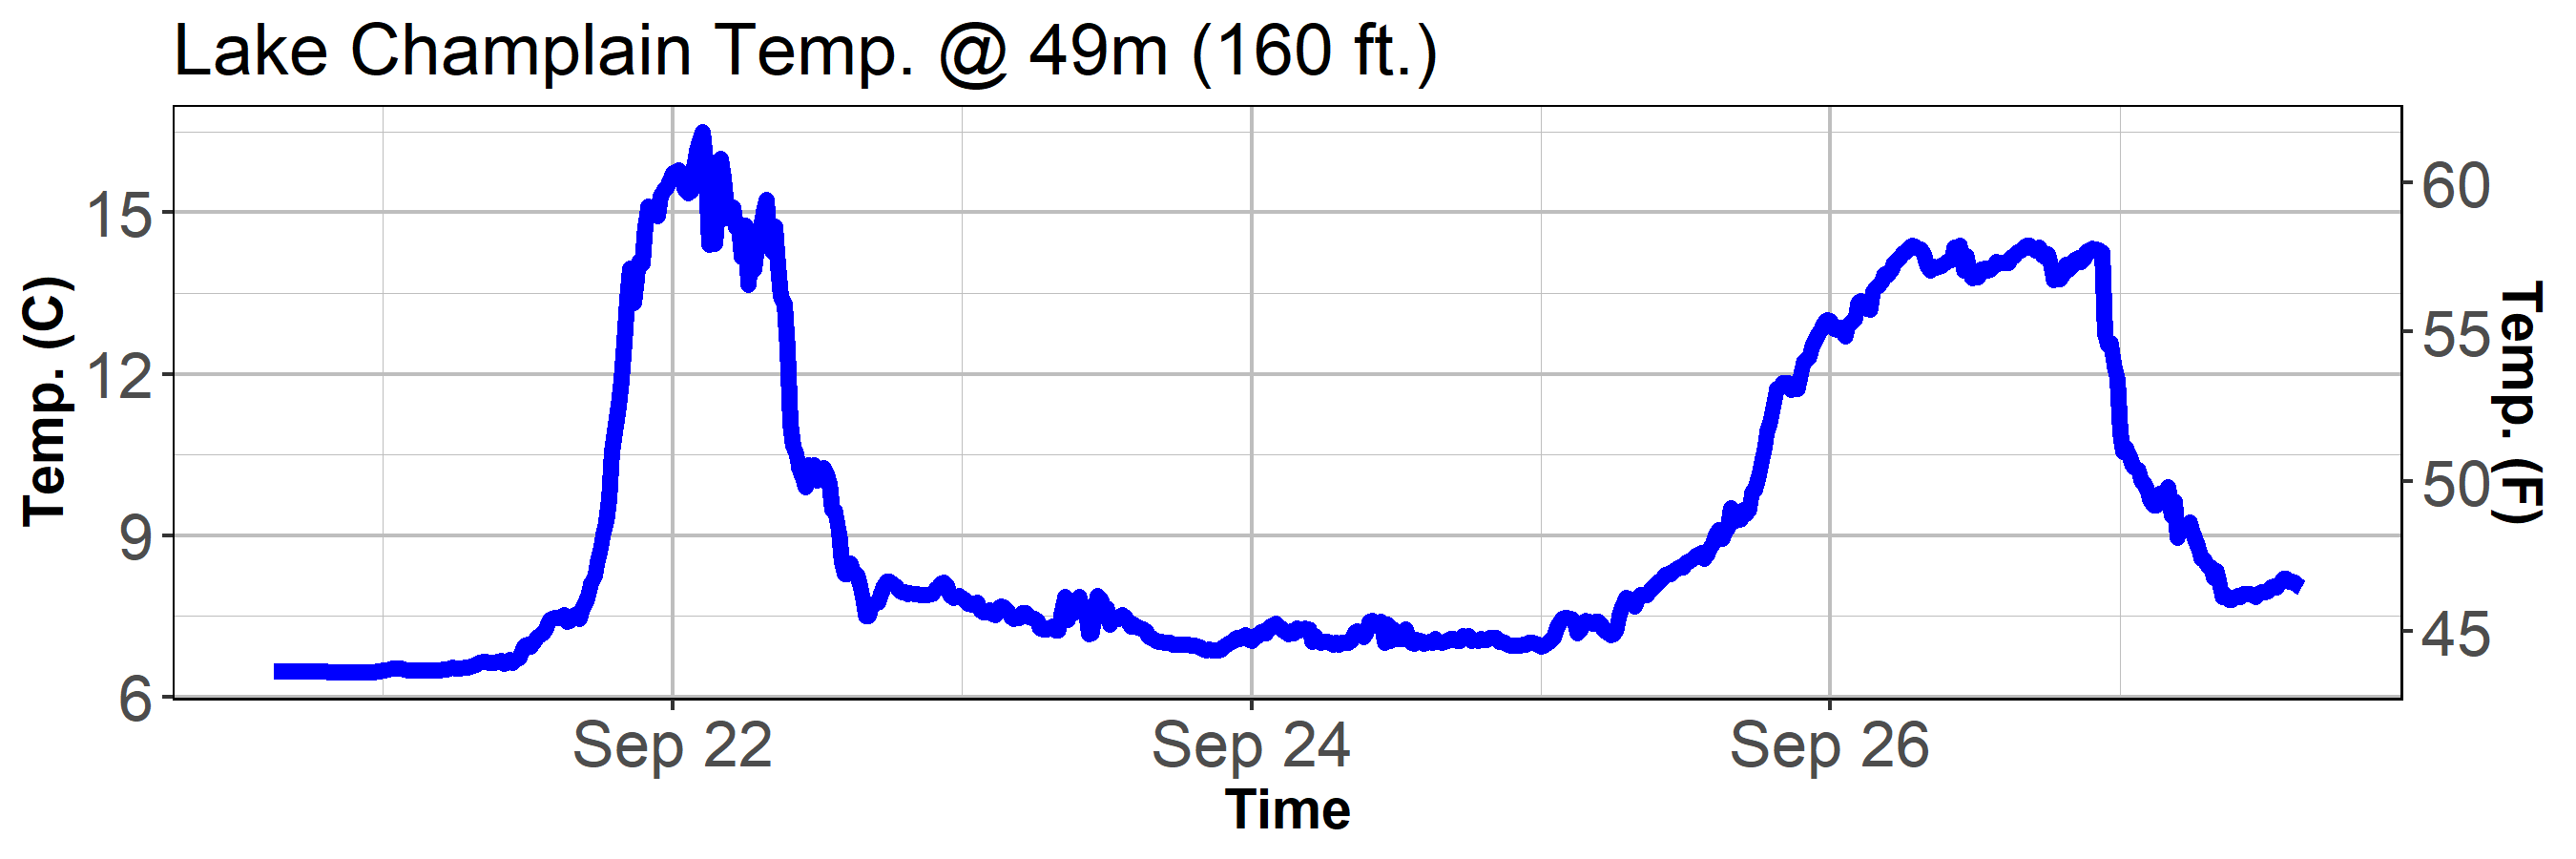 Lake Champlain Temp. @ 49m (160 ft.)
Temp. (C)
15
12
9
6
60
55
50
45
Temp. (F)
Sep 22
Sep 24
Sep 26
Time